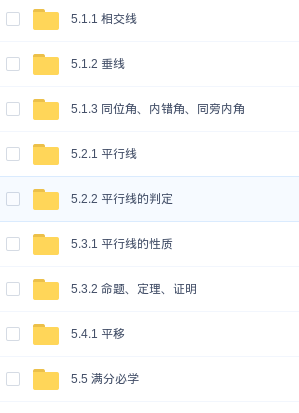 5.1.1 相交线
5.1.2 垂线
5.1.3 同位角、内错角、同旁内角
5.2.1 平行线
5.2.2 平行线的判定
5.3.1 平行线的性质
5.3.2 命题、定理、证明
5.4.1 平移
5.5 满分必学